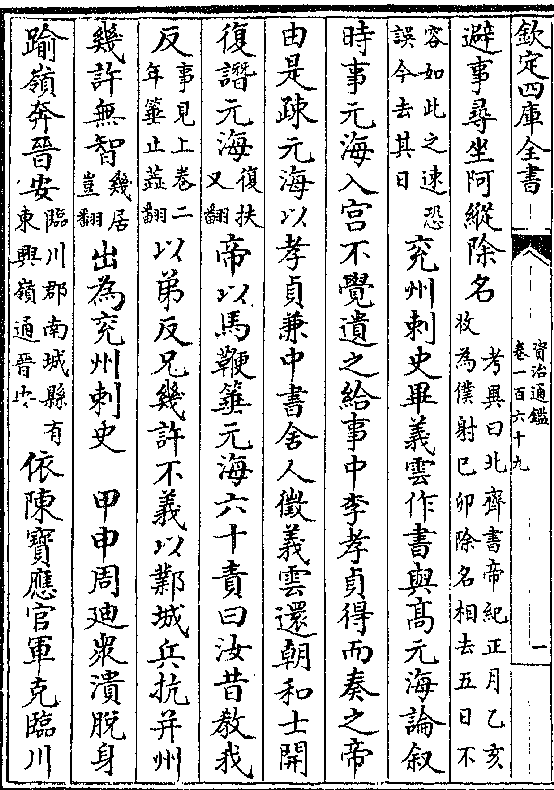 欽定四庫全書
資治通鑑
卷一百六十九
一
避事尋坐阿縱除名
考異曰北齊書帝紀正月乙亥
收為僕射己卯除名相去五日不
容如此之速恐
誤今去其日
兖州刺史畢義雲作書與髙元海論叙
時事元海入宫不覺遺之給事中李孝貞得而奏之帝
由是疎元海以孝貞兼中書舍人徵義雲還朝和士開
復譖元海
復扶
又翻
帝以馬鞭箠元海六十責曰汝昔教我
反
事見上卷二
年箠止蘂翻
以弟反兄幾許不義以鄴城兵抗并州
幾許無智
幾居
豈翻
出為兖州刺史 甲申周廸衆潰脱身
踰嶺奔晉安
臨川郡南城縣有
東興嶺通晉安
依陳寶應官軍克臨川